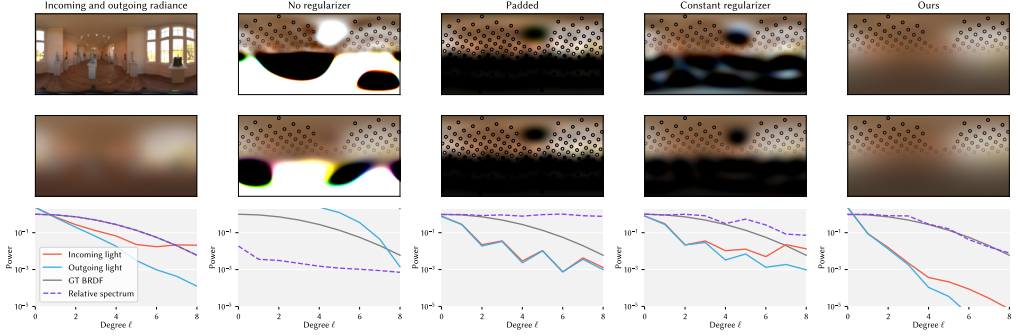 Incoming and outgoing radiance
No regularizer
Padded
Constant regularizer
Ours
Power
10⁻¹
10⁻³
10⁻⁵
Incoming light
Outgoing light
GT BRDF
Relative spectrum
0 2 4 6 8
Degree ℓ
Power
10⁻¹
10⁻³
10⁻⁵
0 2 4 6 8
Degree ℓ
Power
10⁻¹
10⁻³
10⁻⁵
0 2 4 6 8
Degree ℓ
Power
10⁻¹
10⁻³
10⁻⁵
0 2 4 6 8
Degree ℓ
Power
10⁻¹
10⁻³
10⁻⁵
0 2 4 6 8
Degree ℓ